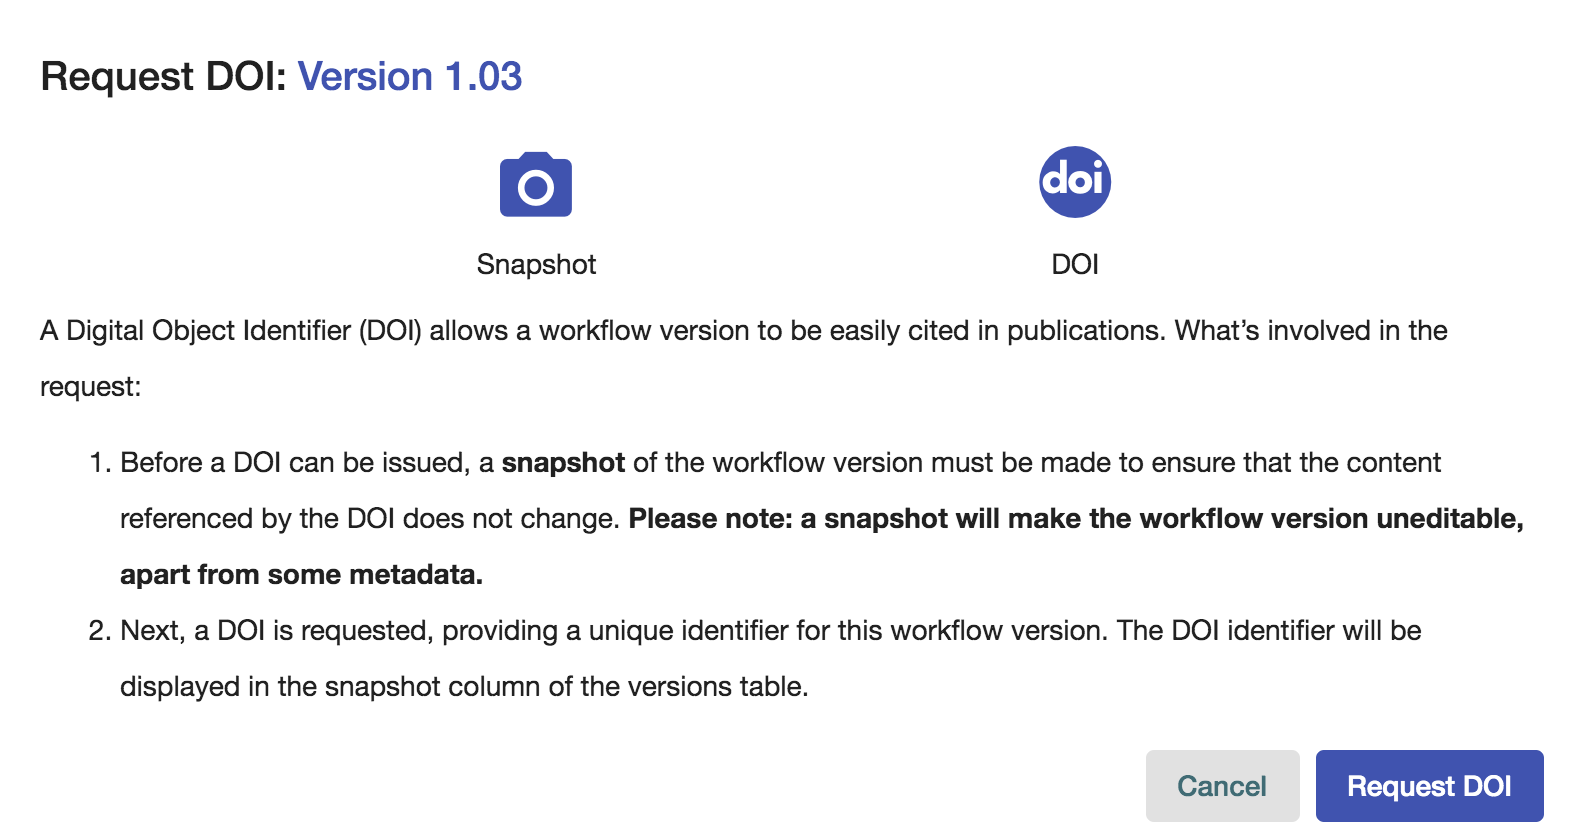 Request DOI: Version 1.03
doi
Snapshot
DOI
A Digital Object Identifier (DOI) allows a workflow version to be easily cited in publications. What’s involved in the
request:
1. Before a DOI can be issued, a snapshot of the workflow version must be made to ensure that the content
referenced by the DOI does not change. Please note: a snapshot will make the workflow version uneditable,
apart from some metadata.
2. Next, a DOI is requested, providing a unique identifier for this workflow version. The DOI identifier will be
displayed in the snapshot column of the versions table.
Cancel
Request DOI